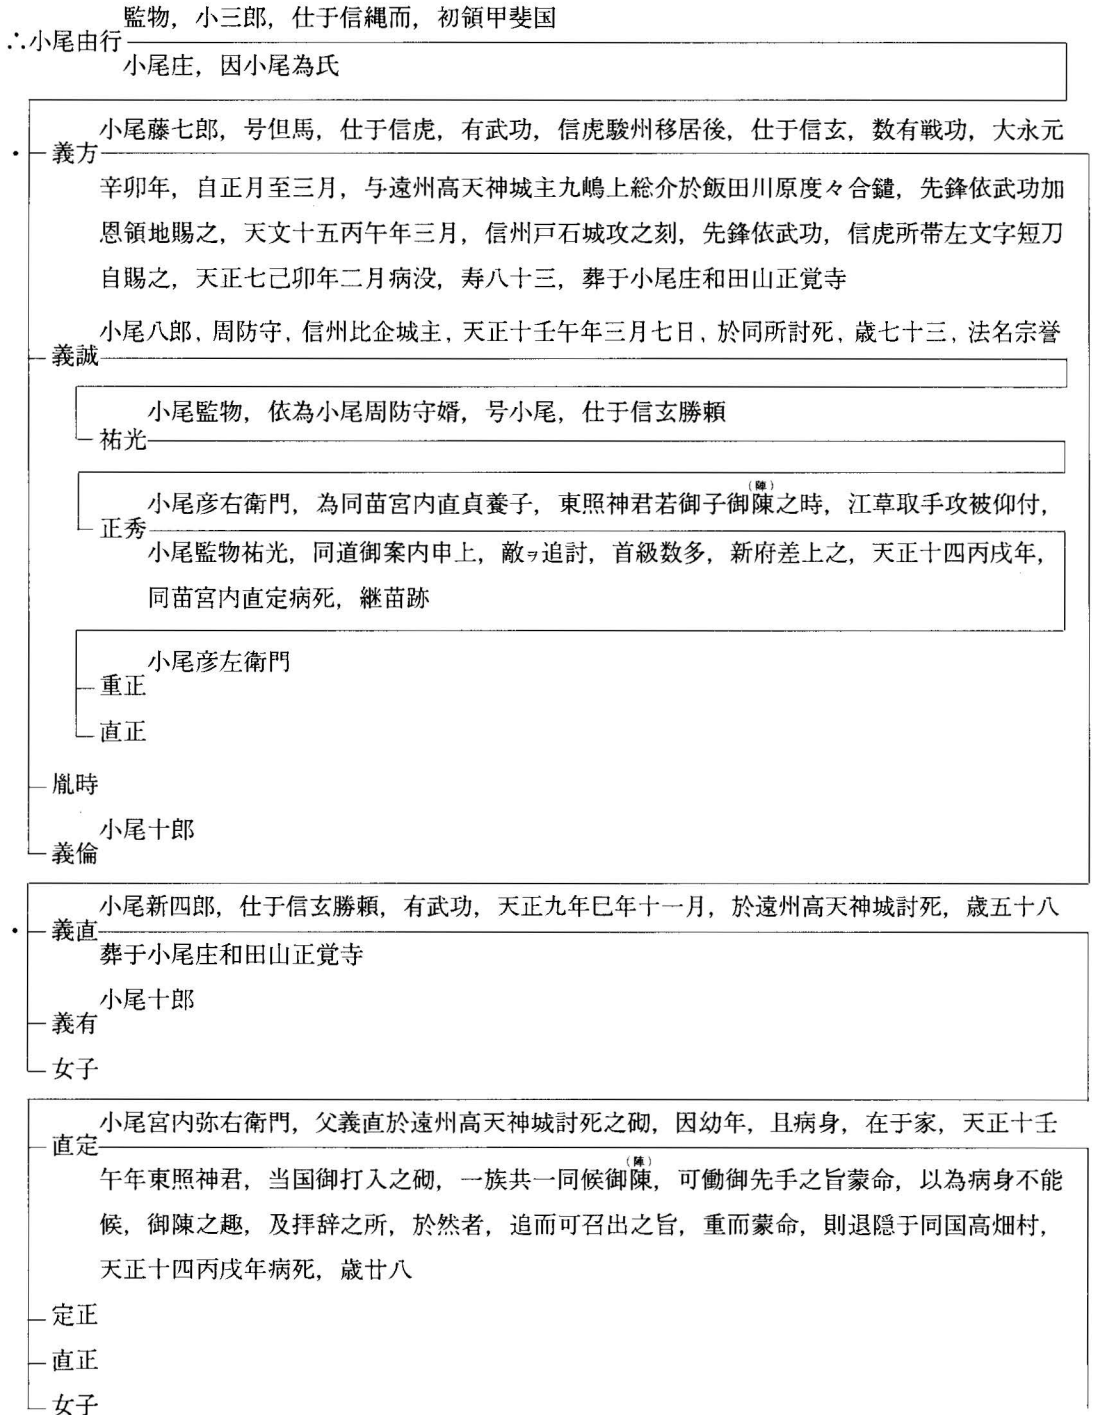 監物，小三郎，仕于信縄而，初領甲斐国
∴小尾由行
小尾庄，因小尾為氏
小尾藤七郎，号但馬，仕于信虎，有武功，信虎駿州移居後，仕于信玄，数有戦功，大永元
・義方
辛卯年，自正月至三月，与遠州高天神城主九嶋上総介於飯田川原度々合鑓，先鋒依武功加
恩領地賜之，天文十五丙午年三月，信州戸石城攻之刻，先鋒依武功，信虎所帯左文字短刀
自賜之，天正七己卯年二月病没，寿八十三，葬于小尾庄和田山正覚寺
小尾八郎，周防守，信州比企城主，天正十壬午年三月七日，於同所討死，歳七十三，法名宗誉
義誠
小尾監物，依為小尾周防守婿，号小尾，仕于信玄勝頼
祐光
（陣）
小尾彦右衛門，為同苗宮内直貞養子，東照神君若御子御陳之時，江草取手攻被仰付，
正秀
小尾監物祐光，同道御案内申上，敵ヲ追討，首級数多，新府差上之，天正十四丙戌年，
同苗宮内直定病死，継苗跡
小尾彦左衛門
重正
直正
胤時
小尾十郎
義倫
小尾新四郎，仕于信玄勝頼，有武功，天正九年巳年十一月，於遠州高天神城討死，歳五十八
・義直
葬于小尾庄和田山正覚寺
小尾十郎
義有
女子
小尾宮内弥右衛門，父義直於遠州高天神城討死之砌，因幼年，且病身，在于家，天正十壬
直定
（陣）
午年東照神君，当国御打入之砌，一族共一同候御陳，可働御先手之旨蒙命，以為病身不能
候，御陳之趣，及拝辞之所，於然者，追而可召出之旨，重而蒙命，則退隠于同国高畑村，
天正十四丙戌年病死，歳廿八
定正
直正
女子